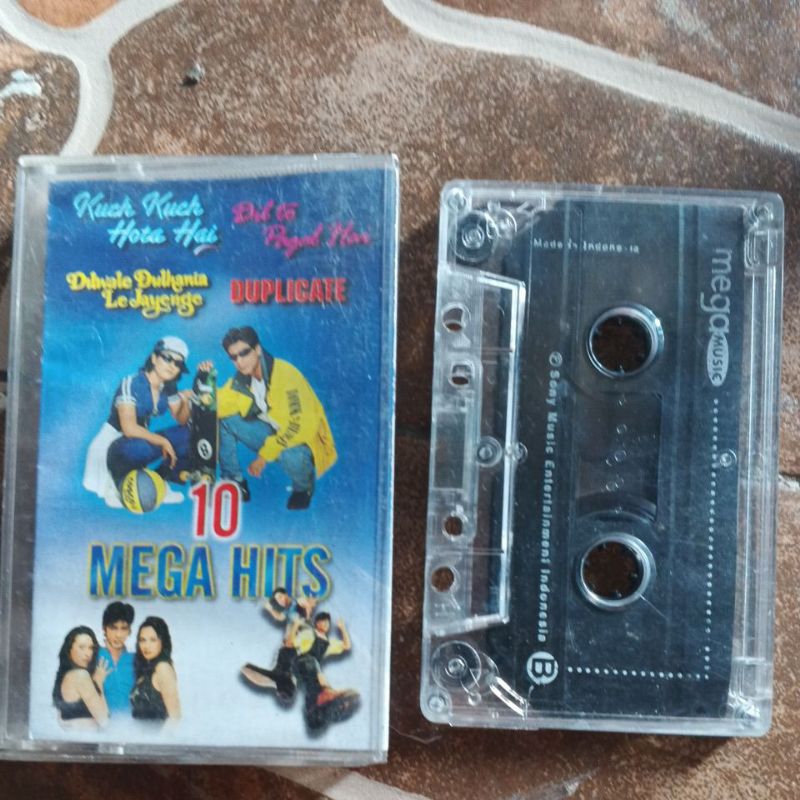 Kuch Kuch
Hota Hai
Dil to
Pagal Hai
Dilwale Dulhania
Le Jayenge
DUPLICATE
10
MEGA HITS
Made in Indonesia
mega
MUSIC
℗ Sony Music Entertainment Indonesia
B